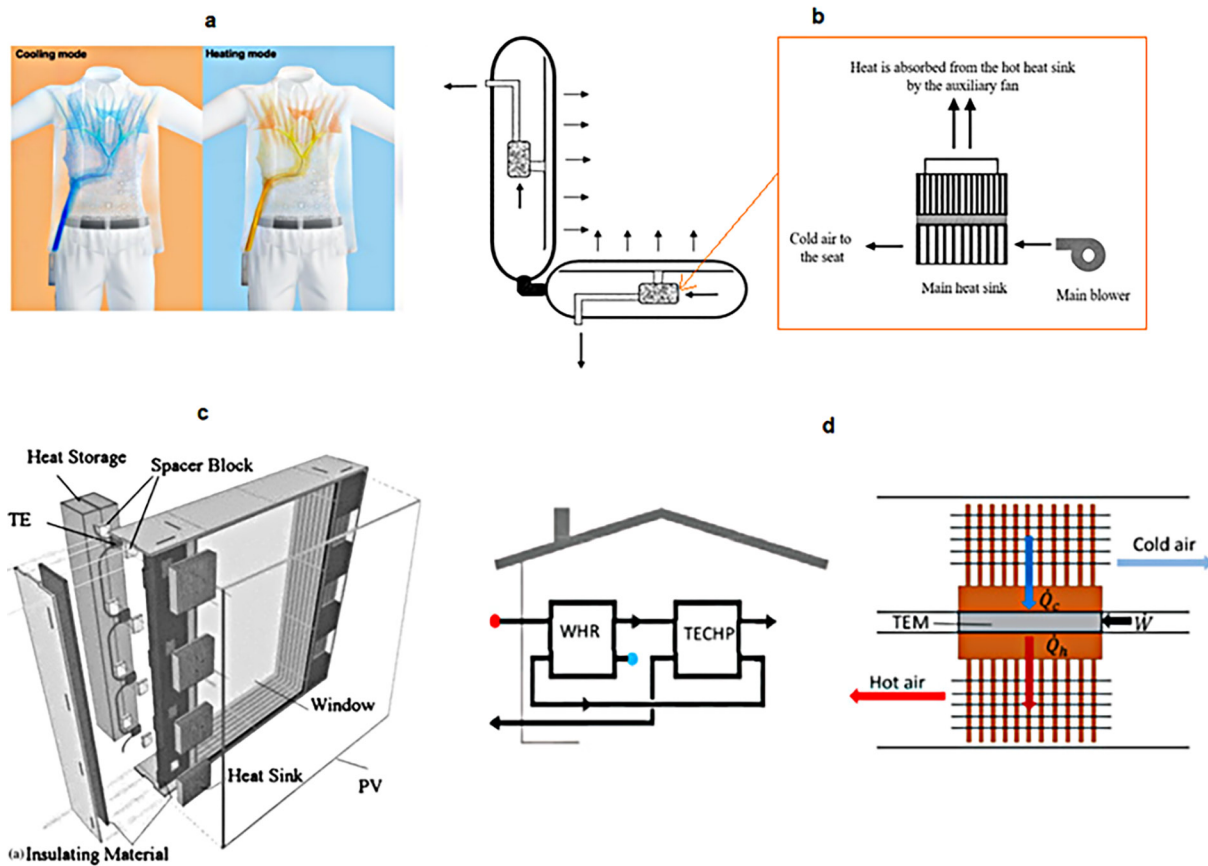 a
Cooling mode
Heating mode
b
Heat is absorbed from the hot heat sink
by the auxiliary fan
Cold air to
the seat
Main heat sink
Main blower
c
Heat Storage
Spacer Block
TE
Window
Heat Sink
PV
(a) Insulating Material
d
WHR
TECHP
Cold air
Q̇c
TEM
Ẇ
Q̇h
Hot air